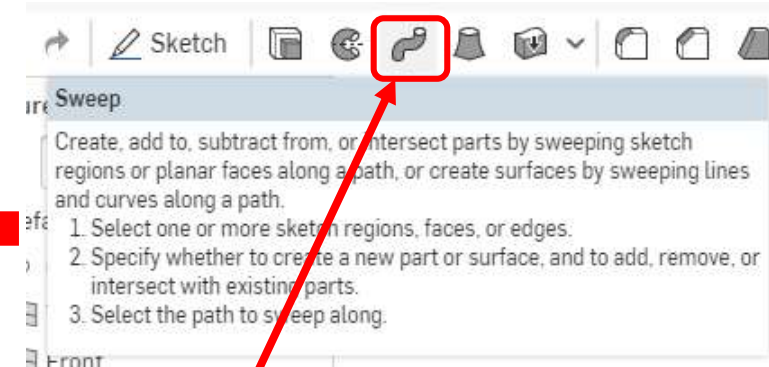 Sketch
ure
Sweep
Create, add to, subtract from, or intersect parts by sweeping sketch
regions or planar faces along a path, or create surfaces by sweeping lines
and curves along a path.
efa
1. Select one or more sketch regions, faces, or edges.
2. Specify whether to create a new part or surface, and to add, remove, or
intersect with existing parts.
3. Select the path to sweep along.
Front